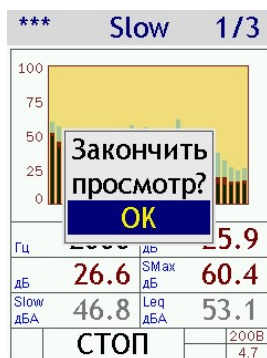 *** Slow 1/3
100
75
50
25
0
Закончить
просмотр?
OK
Гц дБ 25.9
дБ 26.6 SMax дБ 60.4
Slow дБА 46.8 Leq дБА 53.1
СТОП 200В
4.7